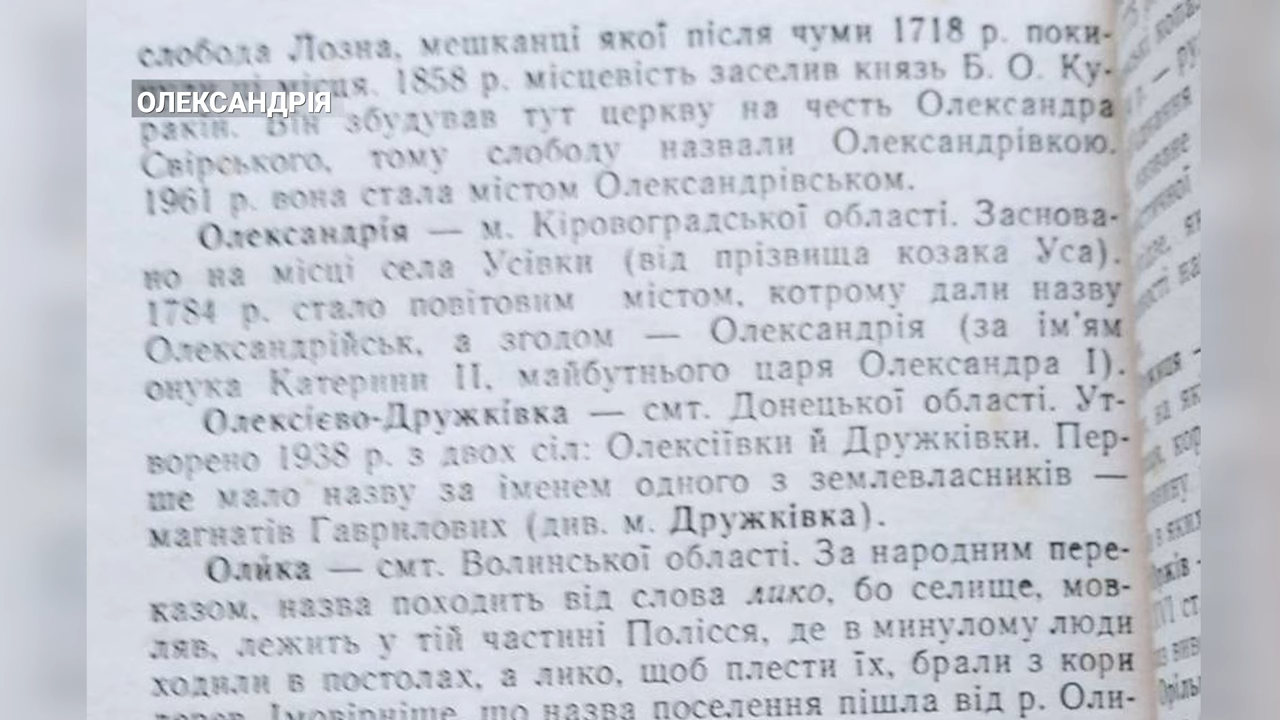 слобода Лозна, мешканці якої після чуми 1718 р. поки-
місця. 1858 р. місцевість заселив князь Б. О. Ку-
ОЛЕКСАНДРІЯ
ракін. Він збудував тут церкву на честь Олександра
Свірського, тому слободу назвали Олександрівкою.
1961 р. вона стала містом Олександрівськом.
Олександрія — м. Кіровоградської області. Заснова-
но на місці села Усівки (від прізвища козака Уса).
1784 р. стало повітовим містом, котрому дали назву
Олександрійськ, а згодом — Олександрія (за ім'ям
онука Катерини II, майбутнього царя Олександра I).
Олексієво-Дружківка — смт. Донецької області. Ут-
ворено 1938 р. з двох сіл: Олексіївки й Дружківки. Пер-
ше мало назву за іменем одного з землевласників —
магнатів Гаврилових (див. м. Дружківка).
Оли́ка — смт. Волинської області. За народним пере-
казом, назва походить від слова лико, бо селище, мов-
ляв, лежить у тій частині Полісся, де в минулому люди
ходили в постолах, а лико, щоб плести їх, брали з кори
дерев. Імовірніше, що назва поселення пішла від р. Оли-